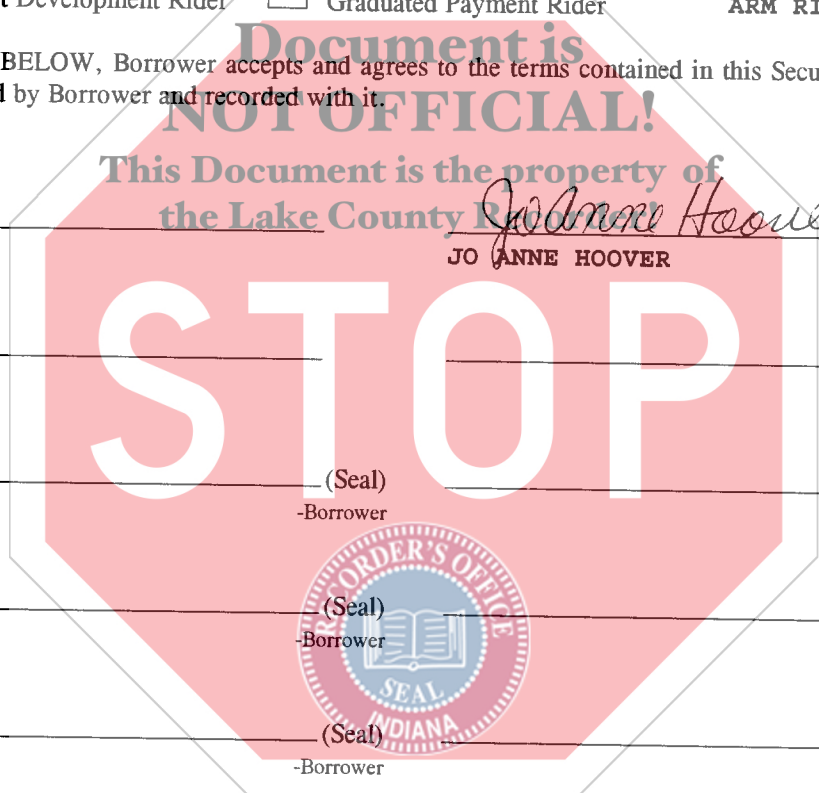 t Development Rider Graduated Payment Rider ARM RI
Document is
BELOW, Borrower accepts and agrees to the terms contained in this Secu
l by Borrower and recorded with it.
NOT OFFICIAL!
This Document is the property of
the Lake County Recorder!
Jo Anne Hoove
JO ANNE HOOVER
STOP
(Seal)
-Borrower
RECORDER'S OFFICE
(Seal)
-Borrower
SEAL
INDIANA
(Seal)
-Borrower